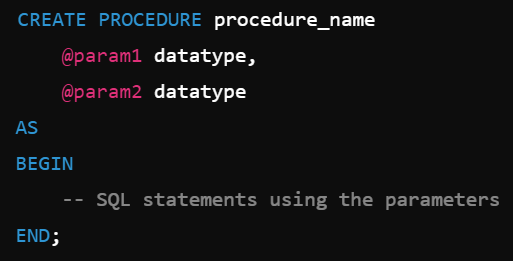 CREATE PROCEDURE procedure_name
    @param1 datatype,
    @param2 datatype
AS
BEGIN
    -- SQL statements using the parameters
END;